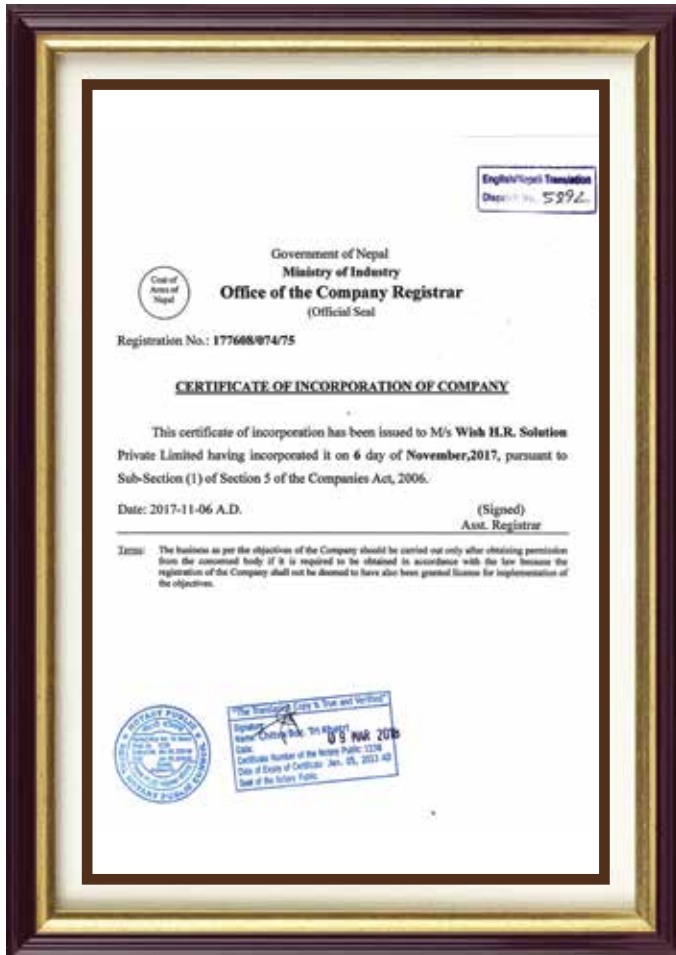 English/Nepali Translation
Dispatch No. 5892
Government of Nepal
Ministry of Industry
Office of the Company Registrar
(Official Seal
Coat of
Arms of
Nepal
Registration No.: 177608/074/75
CERTIFICATE OF INCORPORATION OF COMPANY
This certificate of incorporation has been issued to M/s Wish H.R. Solution
Private Limited having incorporated it on 6 day of November,2017, pursuant to
Sub-Section (1) of Section 5 of the Companies Act, 2006.
Date: 2017-11-06 A.D.
(Signed)
Asst. Registrar
Terms: The business as per the objectives of the Company should be carried out only after obtaining permission
from the concerned body if it is required to be obtained in accordance with the law because the
registration of the Company shall not be deemed to have also been granted license for implementation of
the objectives.
NOTARY PUBLIC
"The Translated Copy is True and Verified"
Signature
Name:
Date: 09 MAR 2018
Certificate Number of the Notary Public
Date of Expiry of Certificate Jan. 05, 2023 AD
Seal of the Notary Public